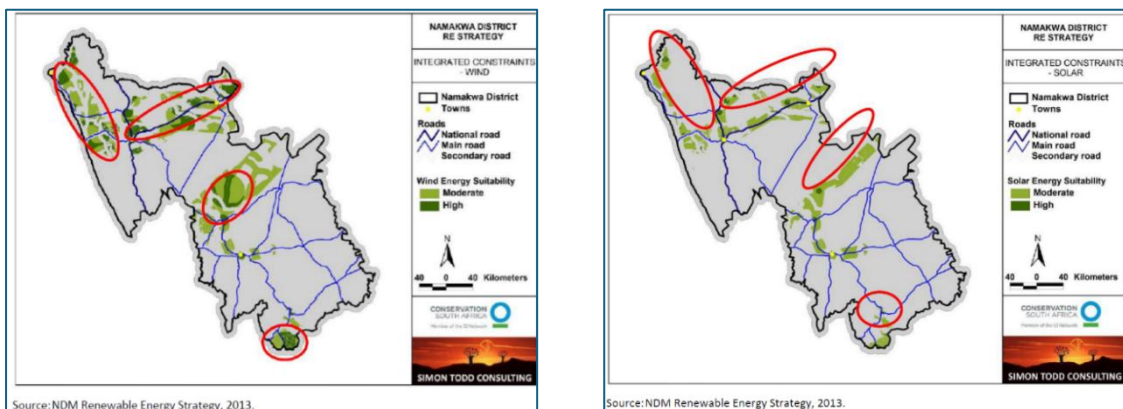 NAMAKWA DISTRICT
RE STRATEGY
INTEGRATED CONSTRAINTS
- WIND
Namakwa District
Towns
Roads
National road
Main road
Secondary road
Wind Energy Suitability
Moderate
High
N
40 0 40 Kilometers
CONSERVATION
SOUTH AFRICA
SIMON TODD CONSULTING
Source: NDM Renewable Energy Strategy, 2013.
NAMAKWA DISTRICT
RE STRATEGY
INTEGRATED CONSTRAINTS
- SOLAR
Namakwa District
Towns
Roads
National road
Main road
Secondary road
Solar Energy Suitability
Moderate
High
N
40 0 40 Kilometers
CONSERVATION
SOUTH AFRICA
SIMON TODD CONSULTING
Source: NDM Renewable Energy Strategy, 2013.